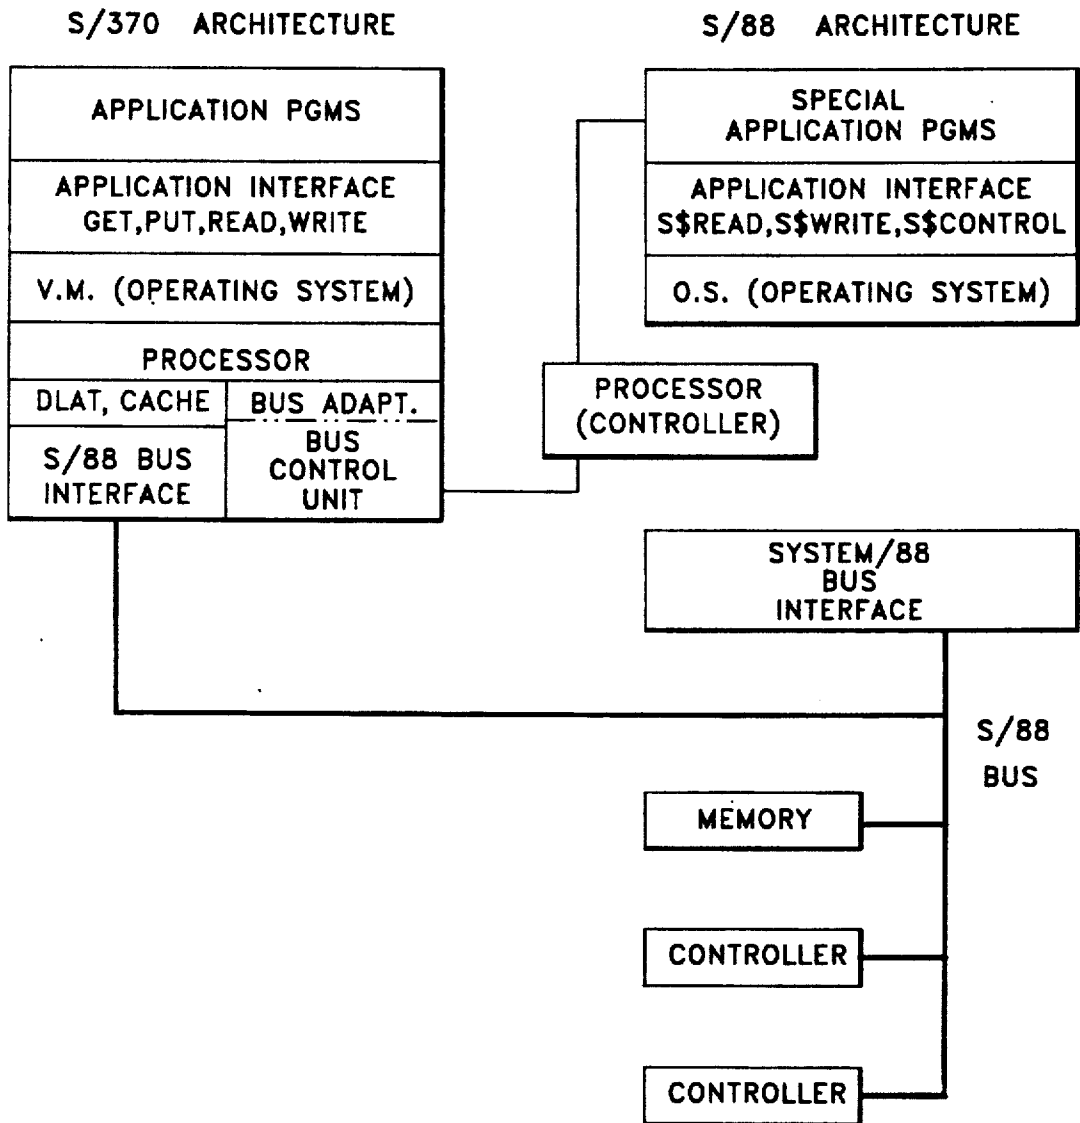 S/370 ARCHITECTURE
S/88 ARCHITECTURE
APPLICATION PGMS
APPLICATION INTERFACE
GET,PUT,READ,WRITE
V.M. (OPERATING SYSTEM)
PROCESSOR
DLAT, CACHE
BUS ADAPT.
S/88 BUS
INTERFACE
BUS
CONTROL
UNIT
SPECIAL
APPLICATION PGMS
APPLICATION INTERFACE
S$READ,S$WRITE,S$CONTROL
O.S. (OPERATING SYSTEM)
PROCESSOR
(CONTROLLER)
SYSTEM/88
BUS
INTERFACE
S/88
BUS
MEMORY
CONTROLLER
CONTROLLER